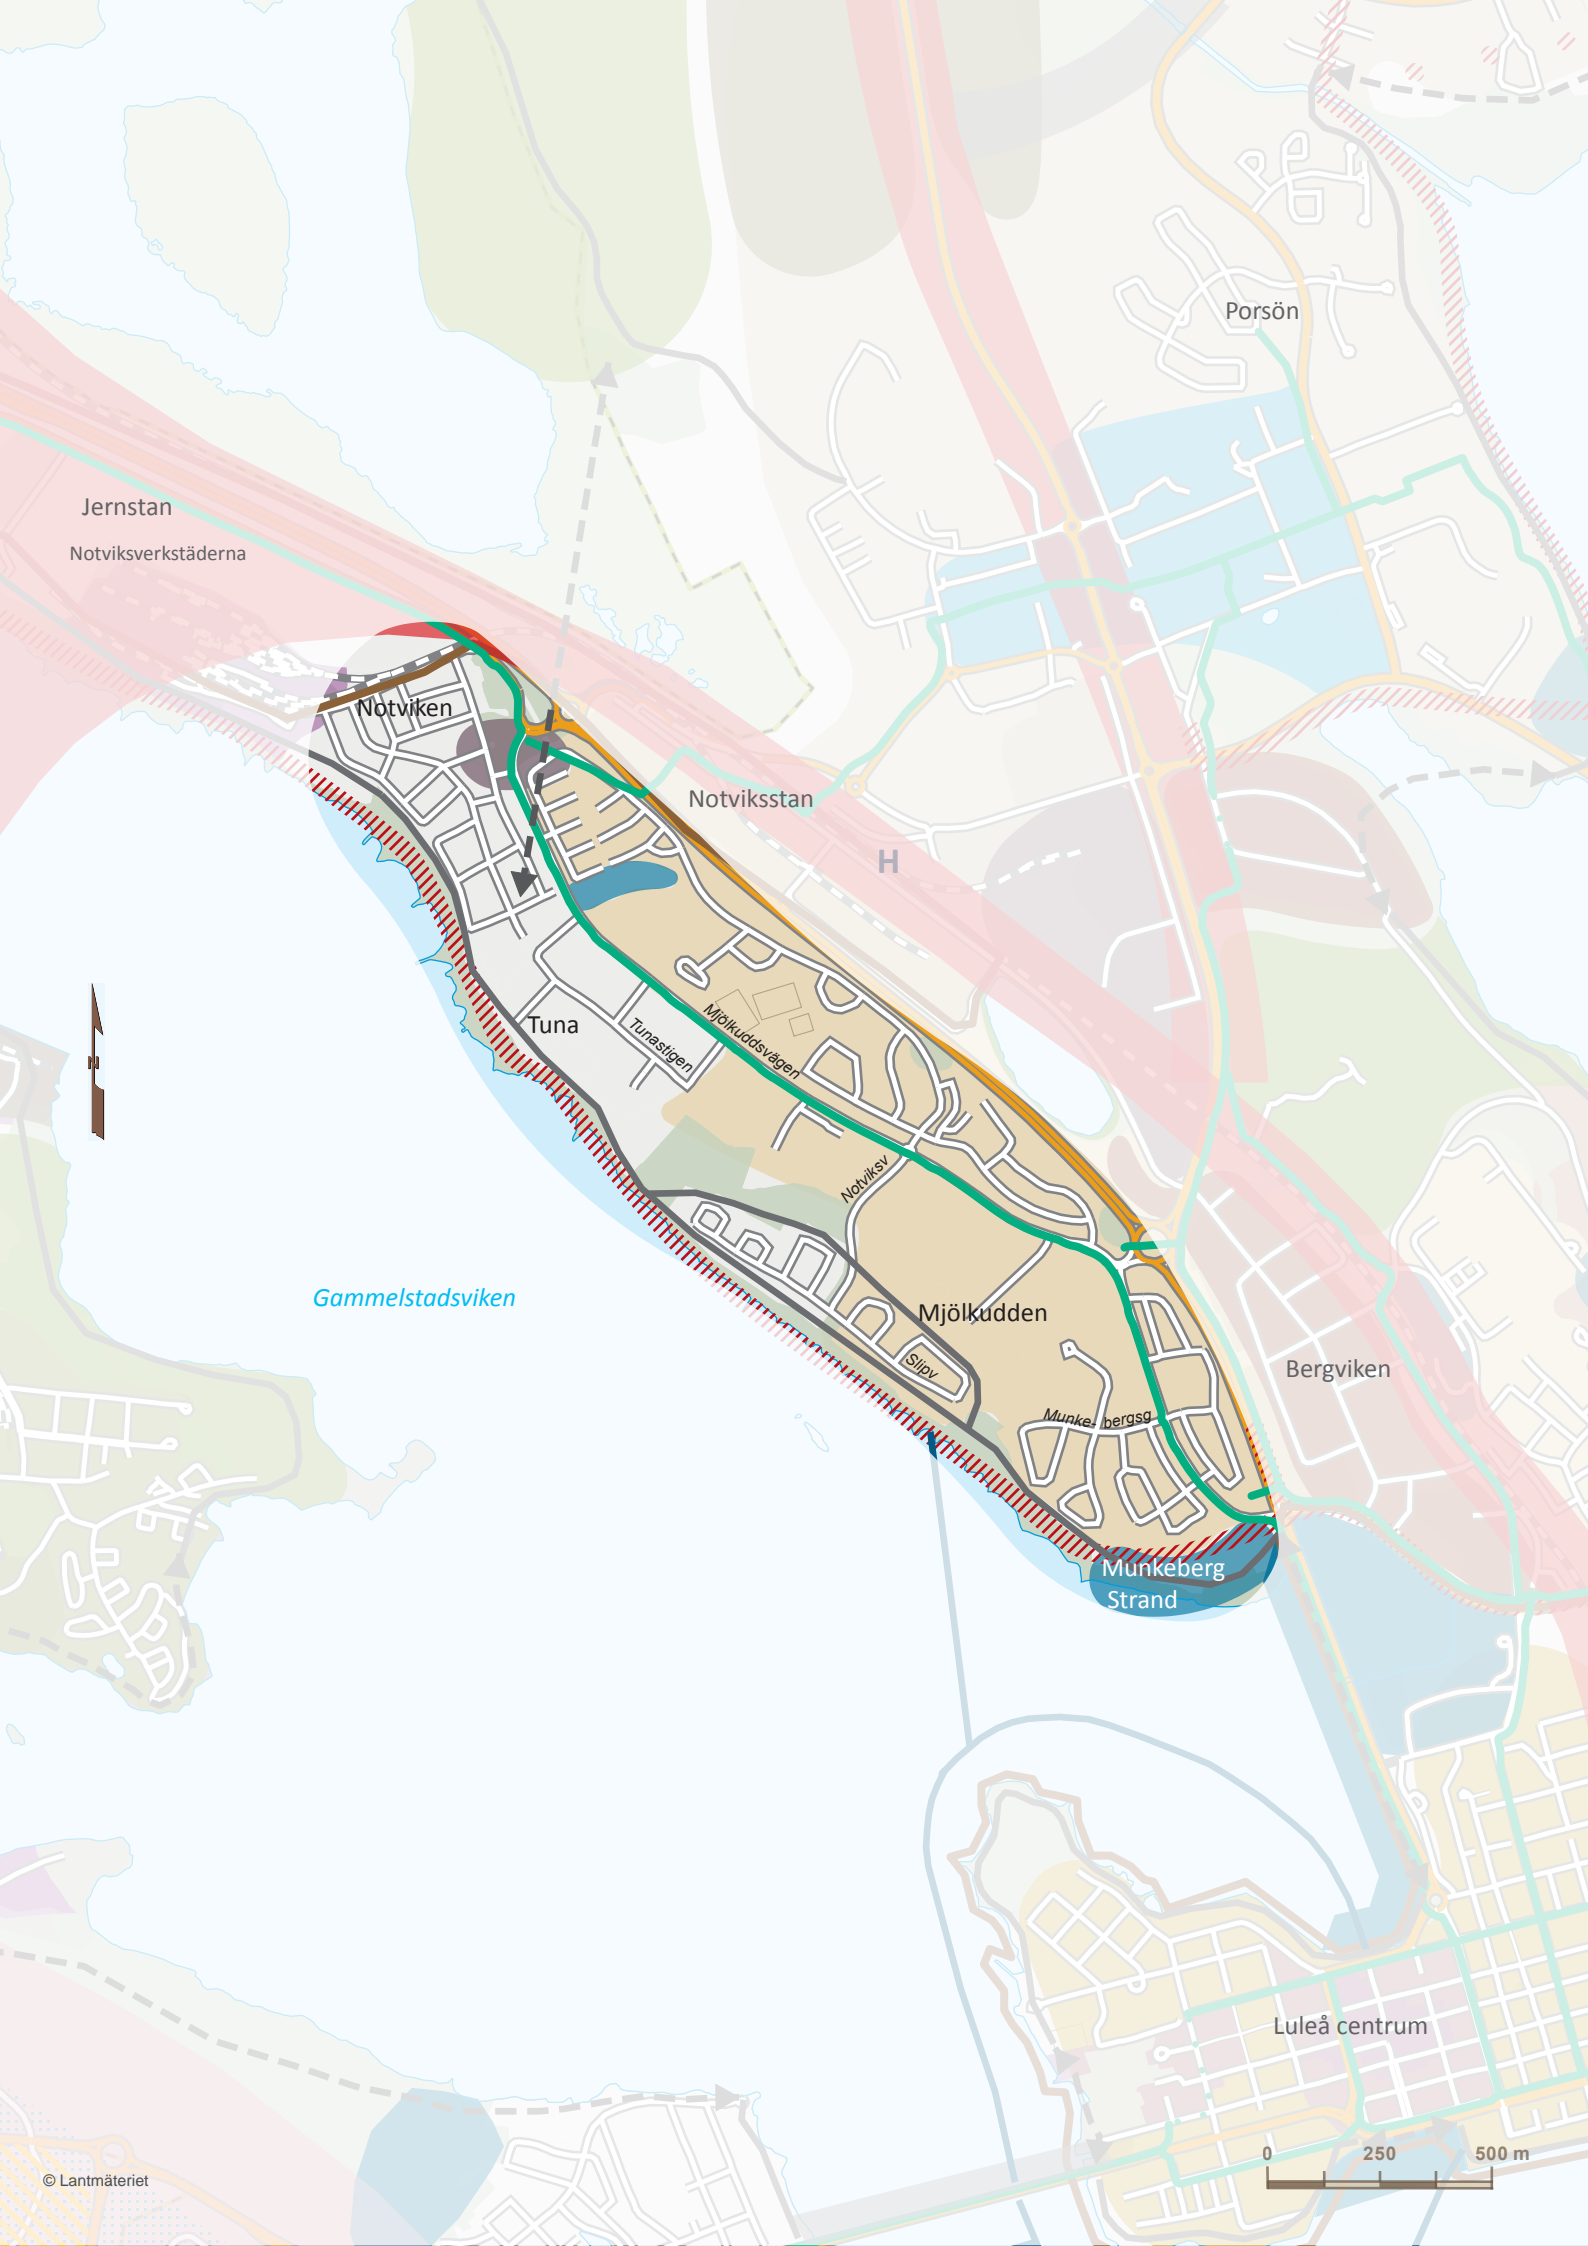 Porsön
Jernstan
Notviksverkstäderna
Notviken
Notviksstan
H
Tuna
Tunastigen
Mjölkuddsvägen
N
Notviksv
Gammelstadsviken
Mjölkudden
Slipv
Bergviken
Munke- bergsg
Munkeberg
Strand
Luleå centrum
0 250 500 m
© Lantmäteriet